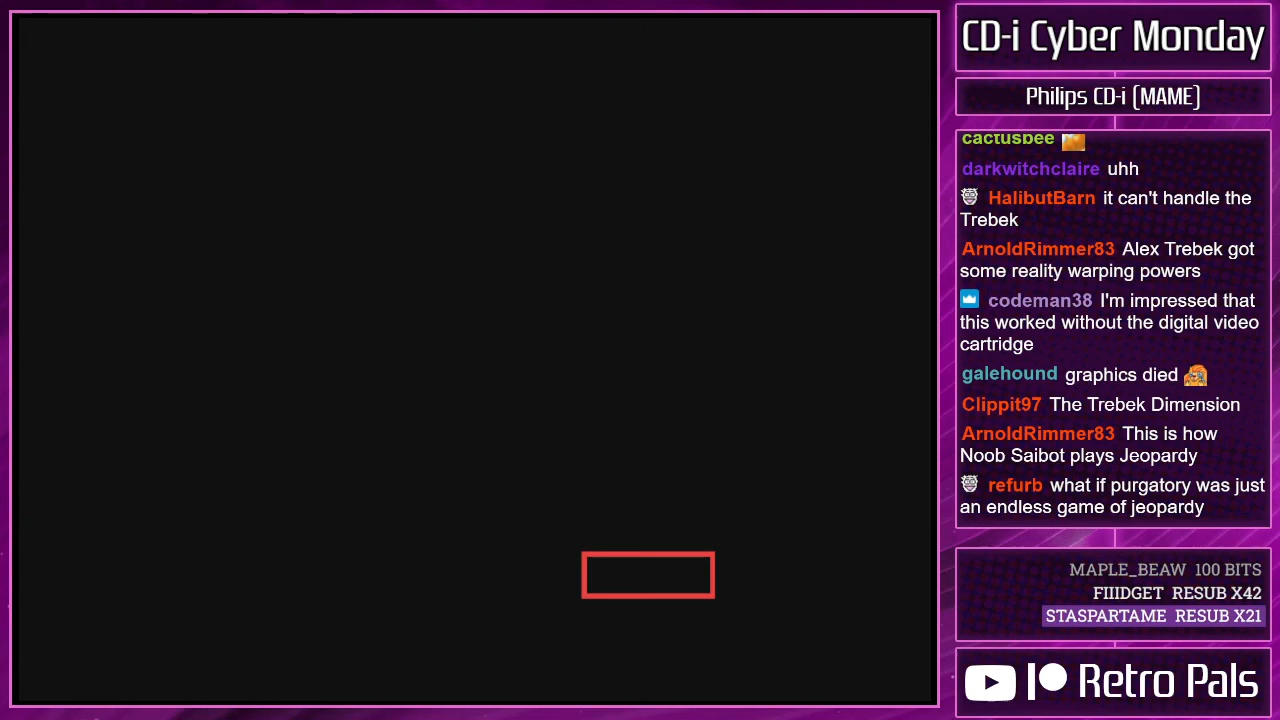 CD-i Cyber Monday
Philips CD-i [MAME]
cactusbee
darkwitchclaire uhh
HalibutBarn it can't handle the
Trebek
ArnoldRimmer83 Alex Trebek got
some reality warping powers
codeman38 I'm impressed that
this worked without the digital video
cartridge
galehound graphics died
Clippit97 The Trebek Dimension
ArnoldRimmer83 This is how
Noob Saibot plays Jeopardy
refurb what if purgatory was just
an endless game of jeopardy
MAPLE_BEAW 100 BITS
FIIIDGET RESUB X42
STASPARTAME RESUB X21
Retro Pals